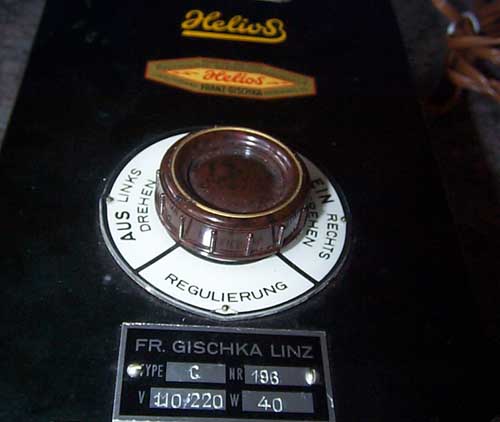 Helios
Helios
FRANZ GISCHKA
AUS LINKS
DREHEN
EIN RECHTS
DREHEN
REGULIERUNG
FR. GISCHKA LINZ
TYPE G NR 196
V 110/220 W 40